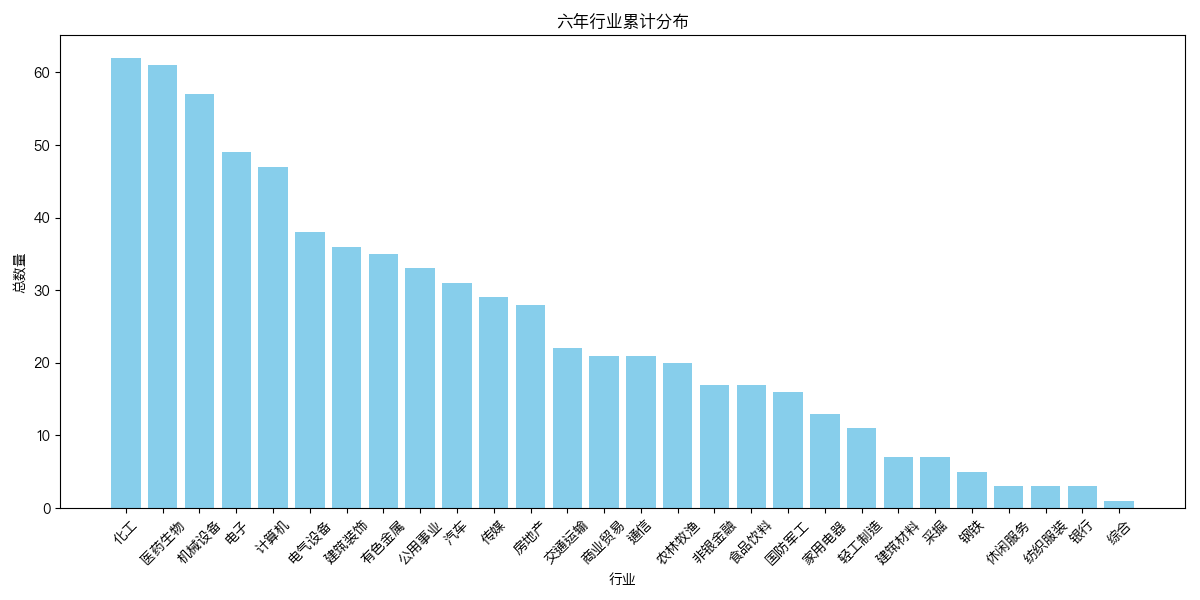 六年行业累计分布
总数量
60
50
40
30
20
10
0
化工
医药生物
机械设备
电子
计算机
电气设备
建筑装饰
有色金属
公用事业
汽车
传媒
房地产
交通运输
商业贸易
通信
农林牧渔
非银金融
食品饮料
国防军工
家用电器
轻工制造
建筑材料
采掘
钢铁
休闲服务
纺织服装
银行
综合
行业